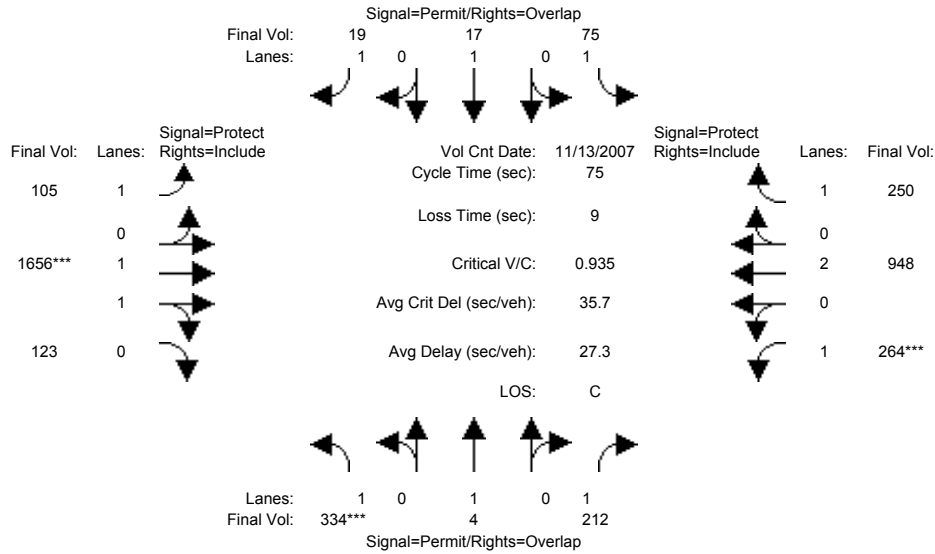 Signal=Permit/Rights=Overlap
Final Vol: 19 17 75
Lanes: 1 0 1 0 1
Signal=Protect Signal=Protect
Final Vol: Lanes: Rights=Include Vol Cnt Date: 11/13/2007 Rights=Include Lanes: Final Vol:
Cycle Time (sec): 75
105 1 1 250
Loss Time (sec): 9
0 0
1656*** 1 Critical V/C: 0.935 2 948
1 Avg Crit Del (sec/veh): 35.7 0
123 0 Avg Delay (sec/veh): 27.3 1 264***
LOS: C
Lanes: 1 0 1 0 1
Final Vol: 334*** 4 212
Signal=Permit/Rights=Overlap